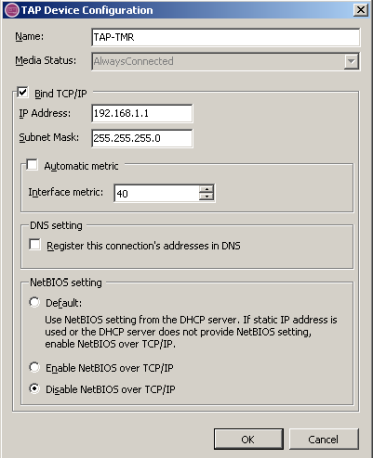 TAP Device Configuration
Name: TAP-TMR
Media Status: AlwaysConnected
Bind TCP/IP
IP Address: 192.168.1.1
Subnet Mask: 255.255.255.0
Automatic metric
Interface metric: 40
DNS setting
Register this connection's addresses in DNS
NetBIOS setting
Default:
Use NetBIOS setting from the DHCP server. If static IP address is
used or the DHCP server does not provide NetBIOS setting,
enable NetBIOS over TCP/IP.
Enable NetBIOS over TCP/IP
Disable NetBIOS over TCP/IP
OK Cancel